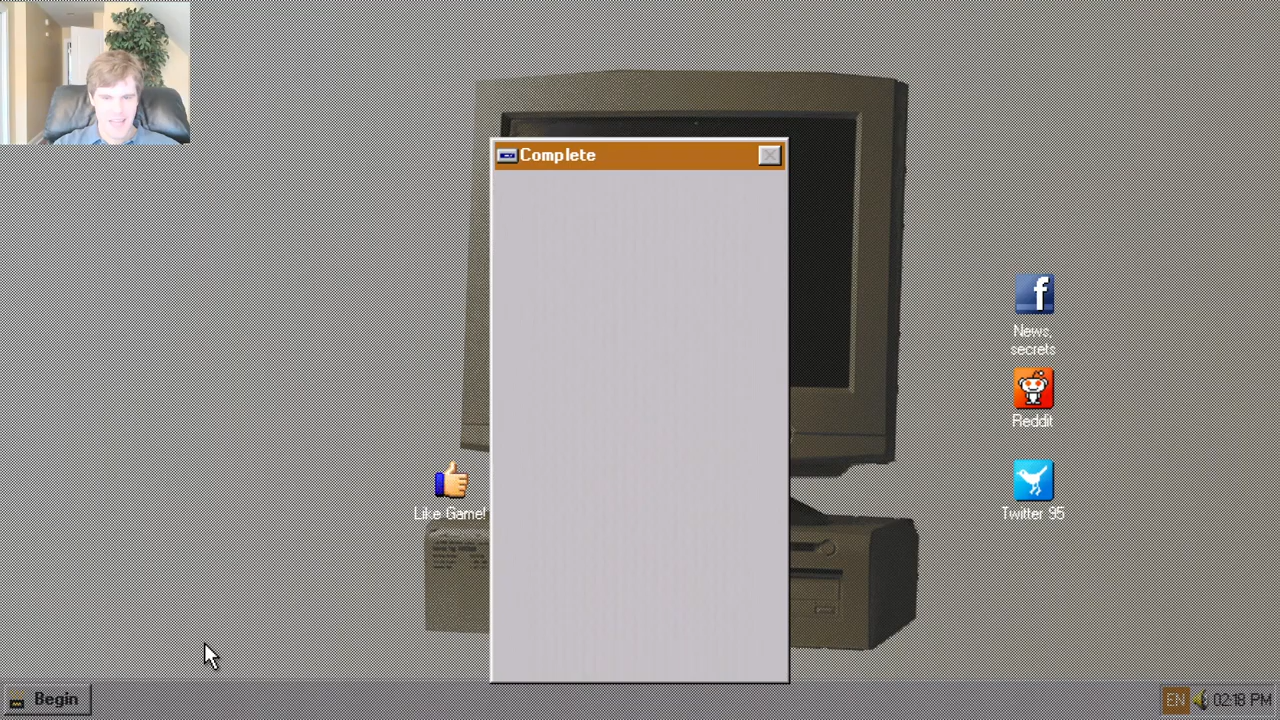 Complete
News,
secrets
Reddit
Like Game!
Twitter 95
Begin
EN
02:18 PM